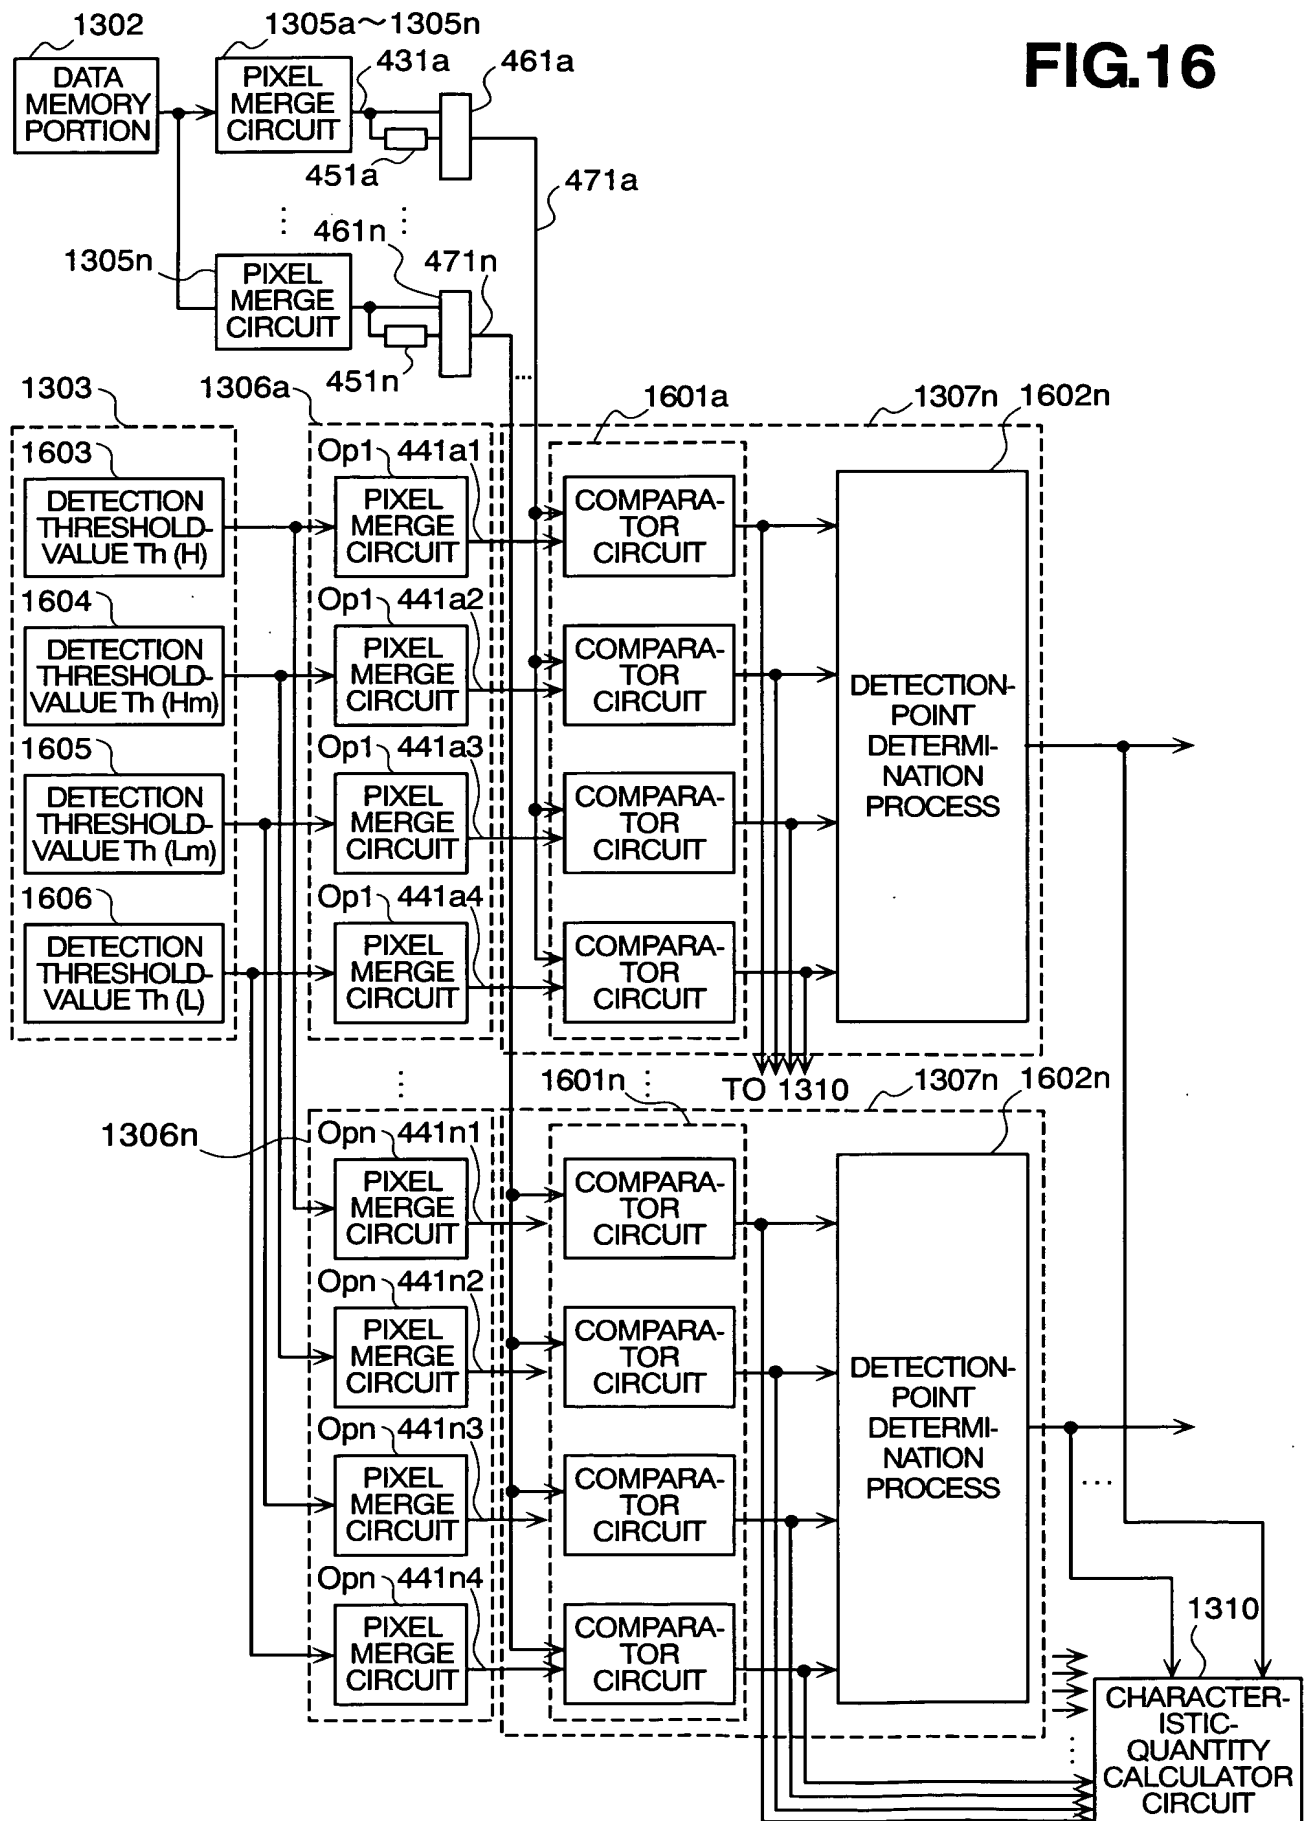 FIG.16
1302
1305a～1305n
431a
461a
DATA
MEMORY
PORTION
PIXEL
MERGE
CIRCUIT
451a
471a
461n
471n
1305n
PIXEL
MERGE
CIRCUIT
451n
...
1303
1306a
1601a
1307n
1602n
1603
DETECTION
THRESHOLD-
VALUE Th (H)
Op1
441a1
PIXEL
MERGE
CIRCUIT
COMPARA-
TOR
CIRCUIT
1604
DETECTION
THRESHOLD-
VALUE Th (Hm)
Op1
441a2
PIXEL
MERGE
CIRCUIT
COMPARA-
TOR
CIRCUIT
DETECTION-
POINT
DETERMI-
NATION
PROCESS
1605
DETECTION
THRESHOLD-
VALUE Th (Lm)
Op1
441a3
PIXEL
MERGE
CIRCUIT
COMPARA-
TOR
CIRCUIT
1606
DETECTION
THRESHOLD-
VALUE Th (L)
Op1
441a4
PIXEL
MERGE
CIRCUIT
COMPARA-
TOR
CIRCUIT
TO 1310
1601n
1307n
1602n
1306n
Opn
441n1
PIXEL
MERGE
CIRCUIT
COMPARA-
TOR
CIRCUIT
Opn
441n2
PIXEL
MERGE
CIRCUIT
COMPARA-
TOR
CIRCUIT
DETECTION-
POINT
DETERMI-
NATION
PROCESS
...
Opn
441n3
PIXEL
MERGE
CIRCUIT
COMPARA-
TOR
CIRCUIT
Opn
441n4
PIXEL
MERGE
CIRCUIT
COMPARA-
TOR
CIRCUIT
1310
CHARACTER-
ISTIC-
QUANTITY
CALCULATOR
CIRCUIT